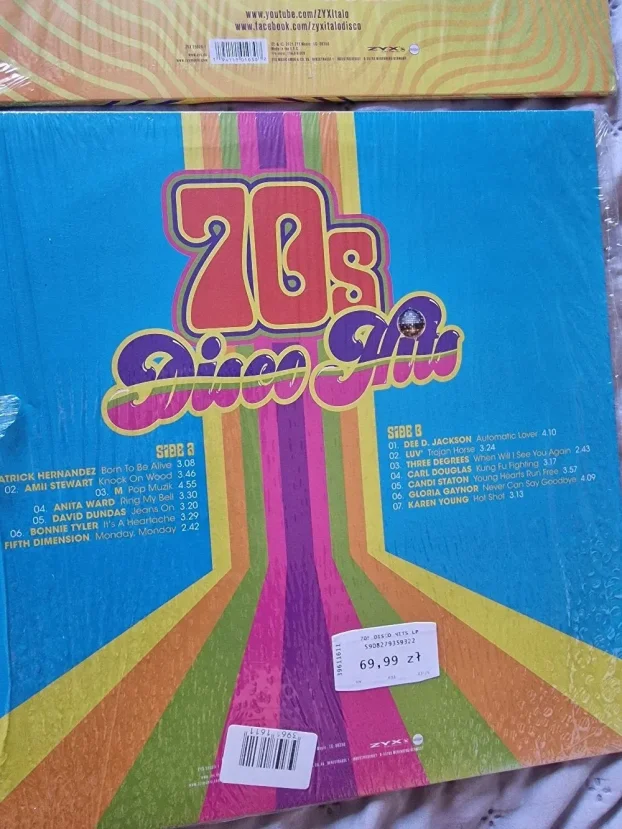 www.youtube.com/ZYXItalo
www.facebook.com/zyxitalodisco
ZYX
70s
Disco Hits
SIDE A
ATRICK HERNANDEZ Born To Be Alive 3.08
02. AMII STEWART Knock On Wood 3.46
03. M Pop Muzik 4.55
04. ANITA WARD Ring My Bell 3.30
05. DAVID DUNDAS Jeans On 3.20
06. BONNIE TYLER It's A Heartache 3.29
FIFTH DIMENSION Monday, Monday 2.42
SIDE B
01. DEE D. JACKSON Automatic Lover 4.10
02. LUV' Trojan Horse 3.24
03. THREE DEGREES When Will I See You Again 2.43
04. CARL DOUGLAS Kung Fu Fighting 3.17
05. CANDI STATON Young Hearts Run Free 3.57
06. GLORIA GAYNOR Never Can Say Goodbye 4.09
07. KAREN YOUNG Hot Shot 3.13
70S DISCO HITS LP
5908279359322
39611611
69,99 zł
ZYX